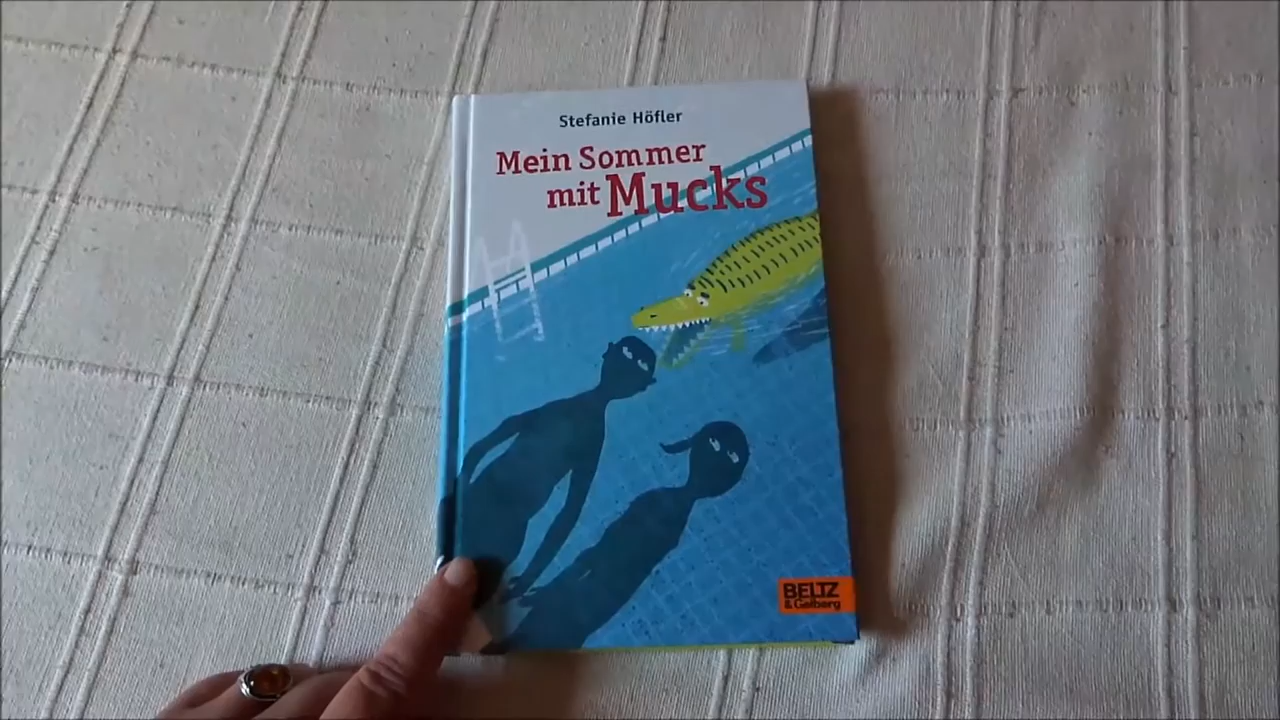 Stefanie Höfler
Mein Sommer
mit Mucks
BELTZ
& Gelberg